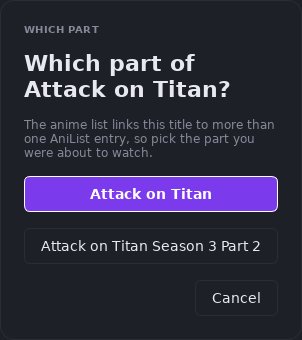 WHICH PART
Which part of
Attack on Titan?
The anime list links this title to more than
one AniList entry, so pick the part you
were about to watch.
Attack on Titan
Attack on Titan Season 3 Part 2
Cancel